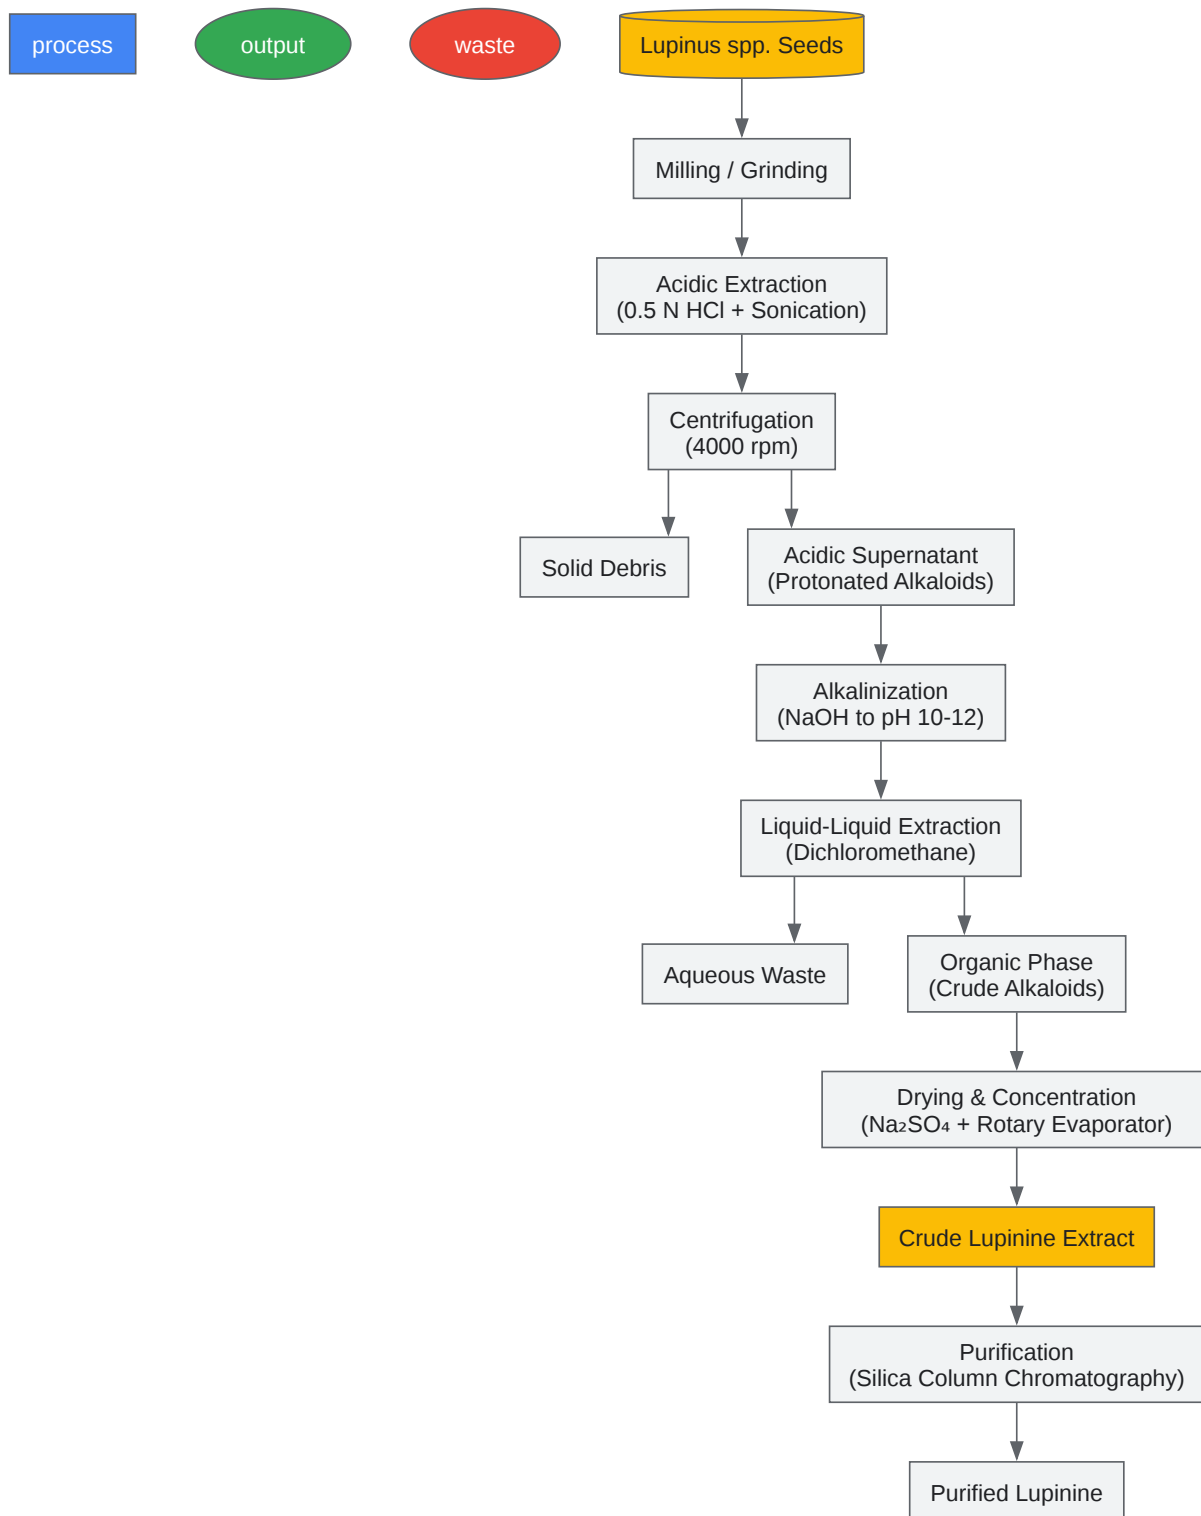 process
output
waste
Lupinus spp. Seeds
Milling / Grinding
Acidic Extraction
(0.5 N HCl + Sonication)
Centrifugation
(4000 rpm)
Solid Debris
Acidic Supernatant
(Protonated Alkaloids)
Alkalinization
(NaOH to pH 10-12)
Liquid-Liquid Extraction
(Dichloromethane)
Aqueous Waste
Organic Phase
(Crude Alkaloids)
Drying & Concentration
(Na₂SO₄ + Rotary Evaporator)
Crude Lupinine Extract
Purification
(Silica Column Chromatography)
Purified Lupinine